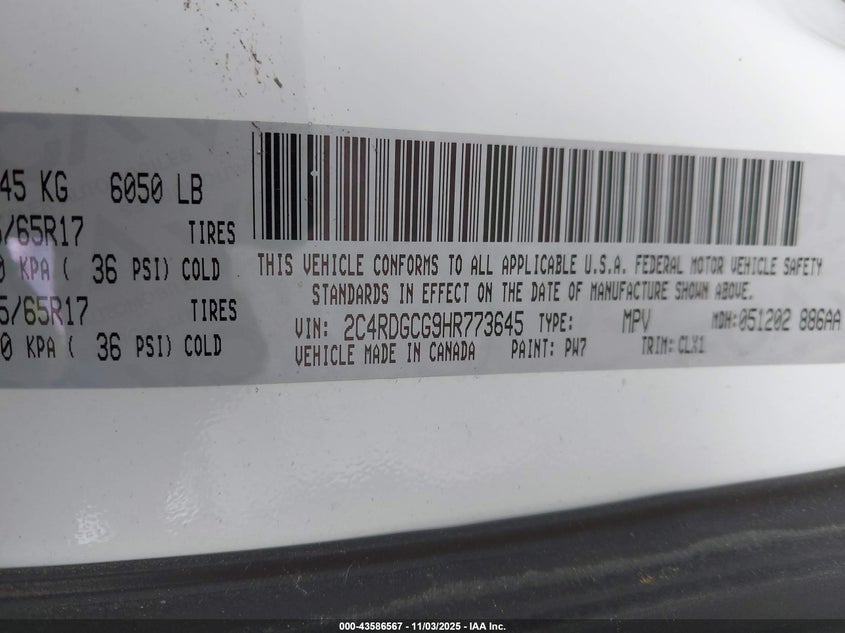 45 KG 6050 LB
/65R17 TIRES
0 KPA ( 36 PSI) COLD
5/65R17 TIRES
0 KPA ( 36 PSI) COLD
THIS VEHICLE CONFORMS TO ALL APPLICABLE U.S.A. FEDERAL MOTOR VEHICLE SAFETY
STANDARDS IN EFFECT ON THE DATE OF MANUFACTURE SHOWN ABOVE.
VIN: 2C4RDGCG9HR773645 TYPE: MPV MDH:051202 886AA
VEHICLE MADE IN CANADA PAINT: PW7 TRIM: CLX1
000-43586567 - 11/03/2025 - IAA Inc.